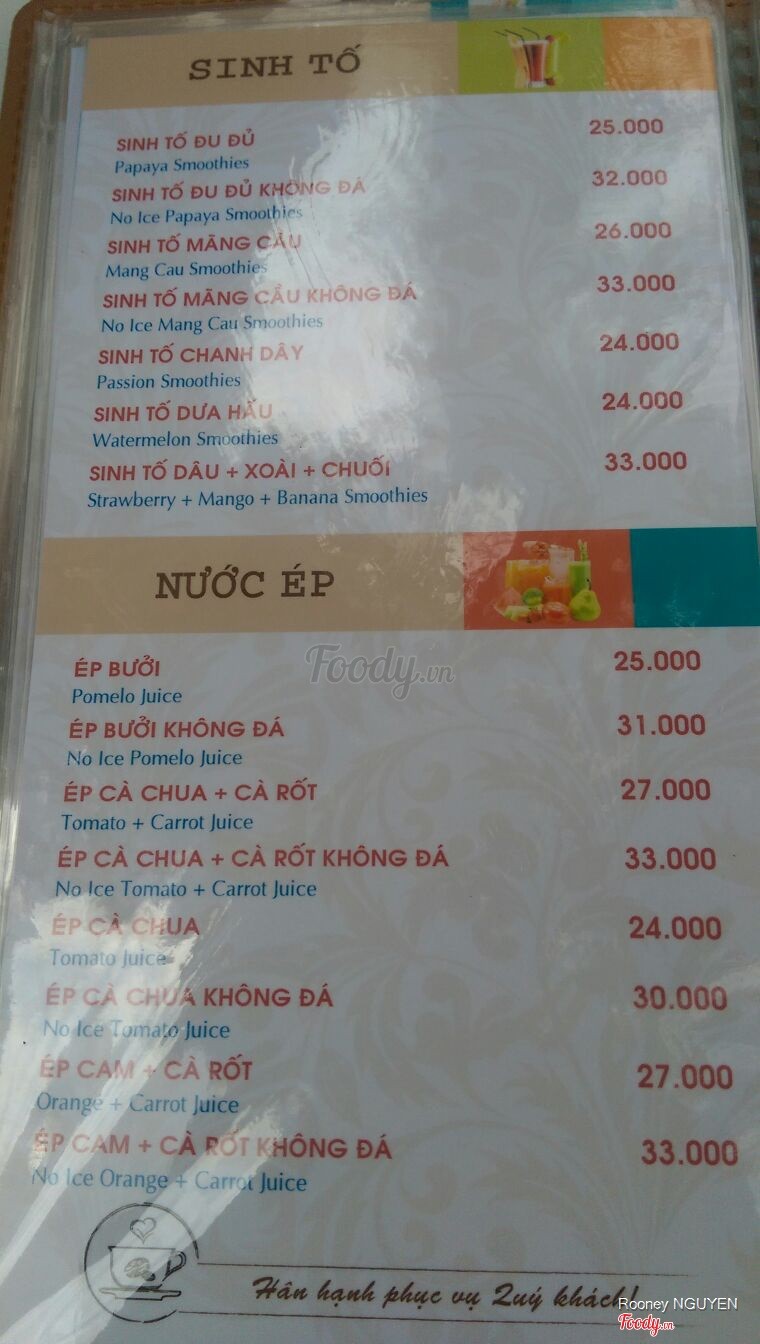 SINH TỐ
SINH TỐ ĐU ĐỦ 25.000
Papaya Smoothies
SINH TỐ ĐU ĐỦ KHÔNG ĐÁ 32.000
No Ice Papaya Smoothies
SINH TỐ MÃNG CẦU 26.000
Mang Cau Smoothies
SINH TỐ MÃNG CẦU KHÔNG ĐÁ 33.000
No Ice Mang Cau Smoothies
SINH TỐ CHANH DÂY 24.000
Passion Smoothies
SINH TỐ DƯA HẤU 24.000
Watermelon Smoothies
SINH TỐ DÂU + XOÀI + CHUỐI 33.000
Strawberry + Mango + Banana Smoothies
NƯỚC ÉP
Foody.vn
ÉP BƯỞI 25.000
Pomelo Juice
ÉP BƯỞI KHÔNG ĐÁ 31.000
No Ice Pomelo Juice
ÉP CÀ CHUA + CÀ RỐT 27.000
Tomato + Carrot Juice
ÉP CÀ CHUA + CÀ RỐT KHÔNG ĐÁ 33.000
No Ice Tomato + Carrot Juice
ÉP CÀ CHUA 24.000
Tomato Juice
ÉP CÀ CHUA KHÔNG ĐÁ 30.000
No Ice Tomato Juice
ÉP CAM + CÀ RỐT 27.000
Orange + Carrot Juice
ÉP CAM + CÀ RỐT KHÔNG ĐÁ 33.000
No Ice Orange + Carrot Juice
Hân hạnh phục vụ Quý khách!
Rooney NGUYEN
Foody.vn